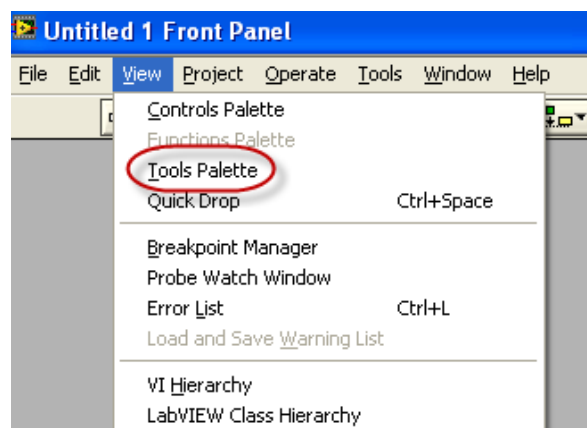 Untitled 1 Front Panel
File Edit View Project Operate Tools Window Help
Controls Palette
Functions Palette
Tools Palette
Quick Drop Ctrl+Space
Breakpoint Manager
Probe Watch Window
Error List Ctrl+L
Load and Save Warning List
VI Hierarchy
LabVIEW Class Hierarchy